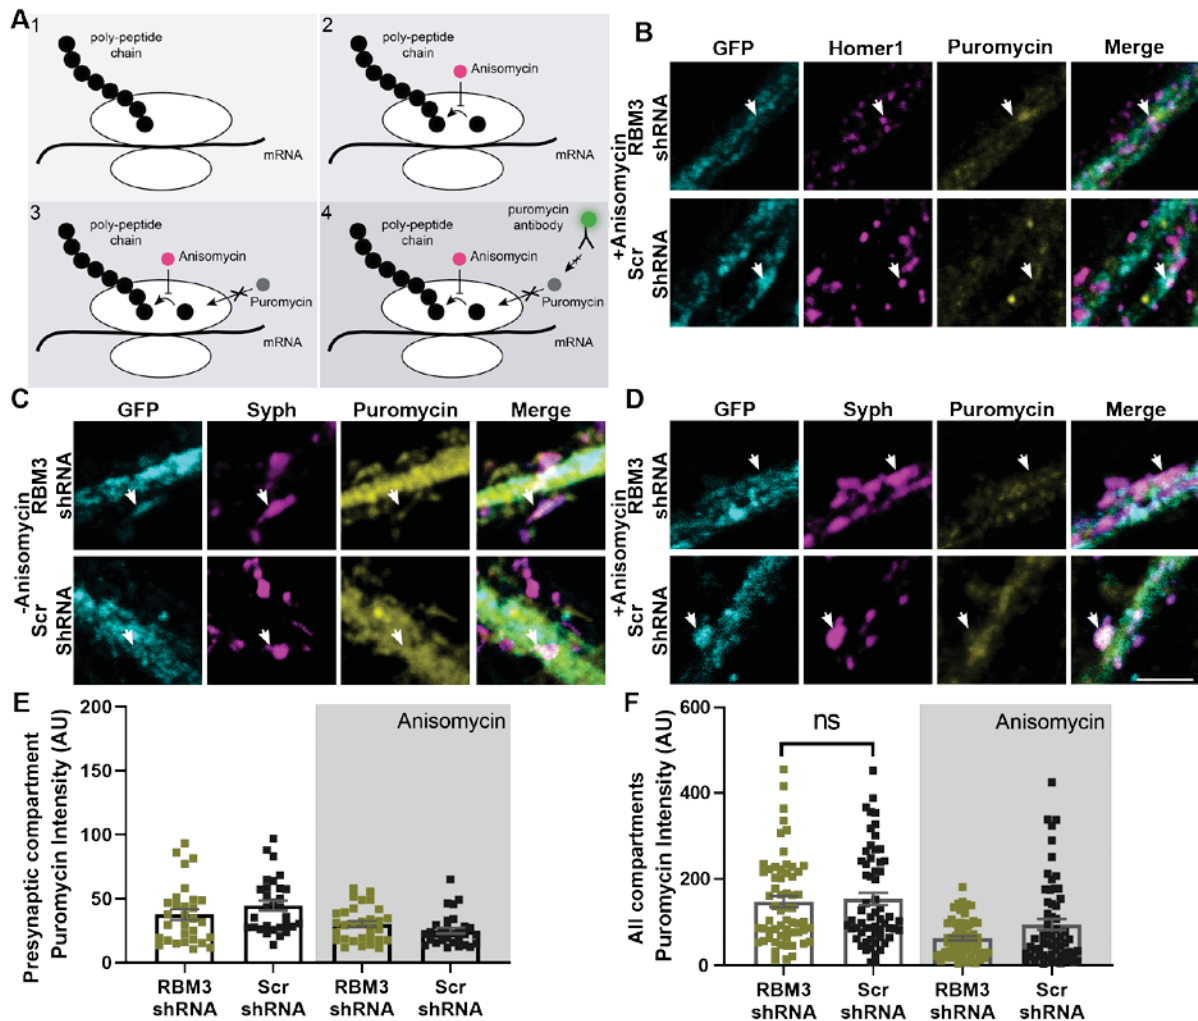 A
1
poly-peptide
chain
mRNA
2
poly-peptide
chain
Anisomycin
mRNA
3
poly-peptide
chain
Anisomycin
Puromycin
mRNA
4
poly-peptide
chain
Anisomycin
puromycin
antibody
Puromycin
mRNA
B
GFP Homer1 Puromycin Merge
+Anisomycin
RBM3
shRNA
Scr
ShRNA
C
GFP Syph Puromycin Merge
-Anisomycin
RBM3
shRNA
Scr
ShRNA
D
GFP Syph Puromycin Merge
+Anisomycin
RBM3
shRNA
Scr
ShRNA
E
Presynaptic compartment
Puromycin Intensity (AU)
200
150
100
50
0
Anisomycin
RBM3 Scr RBM3 Scr
shRNA shRNA shRNA shRNA
F
All compartments
Puromycin Intensity (AU)
600
400
200
0
ns
Anisomycin
RBM3 Scr RBM3 Scr
shRNA shRNA shRNA shRNA